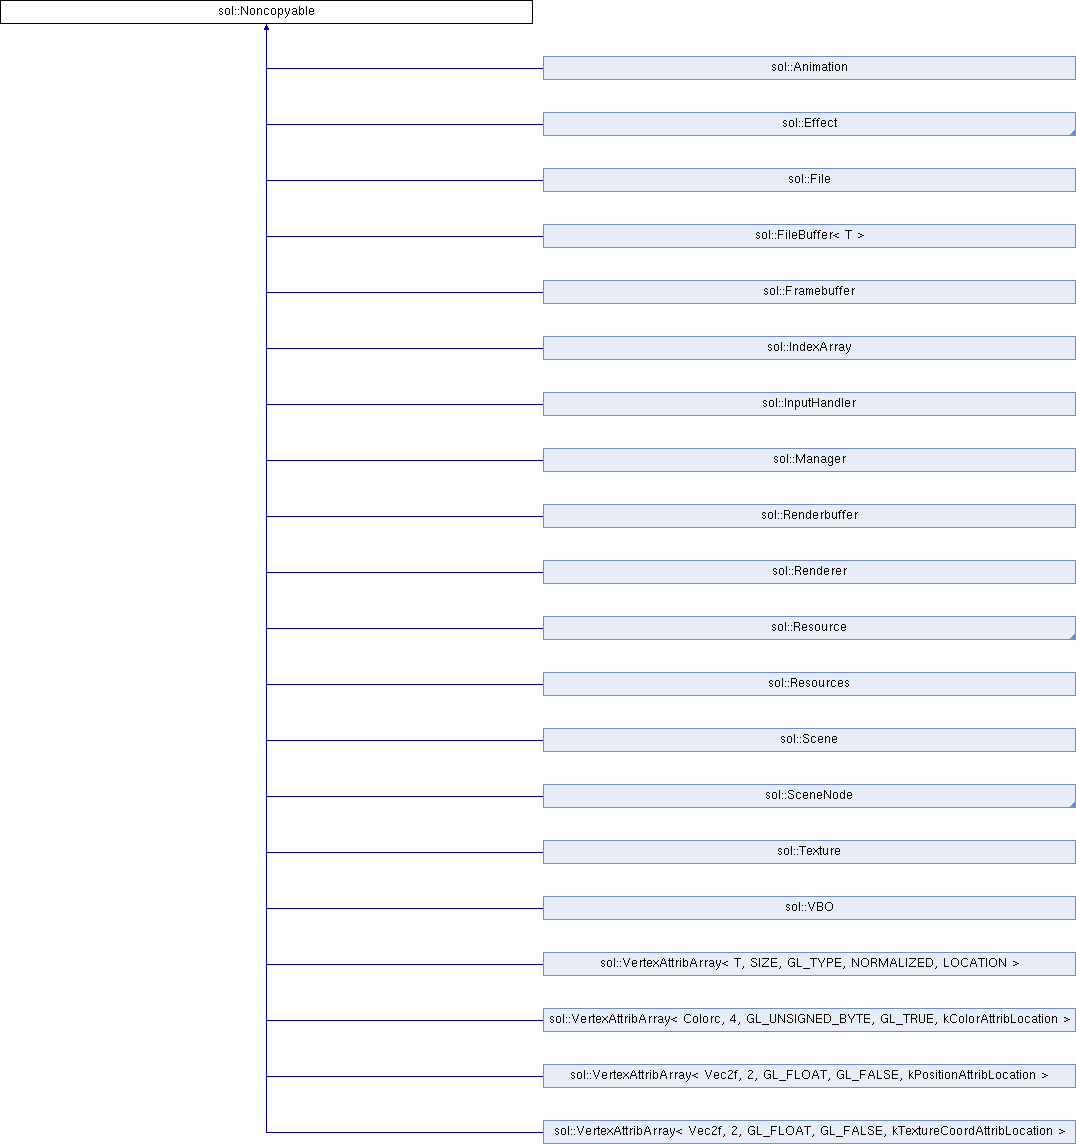 sol::Noncopyable
sol::Animation
sol::Effect
sol::File
sol::FileBuffer< T >
sol::Framebuffer
sol::IndexArray
sol::InputHandler
sol::Manager
sol::Renderbuffer
sol::Renderer
sol::Resource
sol::Resources
sol::Scene
sol::SceneNode
sol::Texture
sol::VBO
sol::VertexAttribArray< T, SIZE, GL_TYPE, NORMALIZED, LOCATION >
sol::VertexAttribArray< Colorc, 4, GL_UNSIGNED_BYTE, GL_TRUE, kColorAttribLocation >
sol::VertexAttribArray< Vec2f, 2, GL_FLOAT, GL_FALSE, kPositionAttribLocation >
sol::VertexAttribArray< Vec2f, 2, GL_FLOAT, GL_FALSE, kTextureCoordAttribLocation >